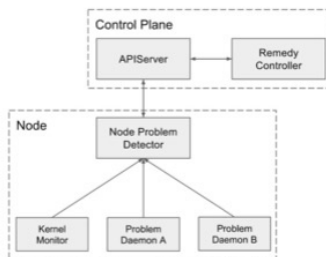 Control Plane
APIServer
Remedy
Controller
Node
Node Problem
Detector
Kernel
Monitor
Problem
Daemon A
Problem
Daemon B